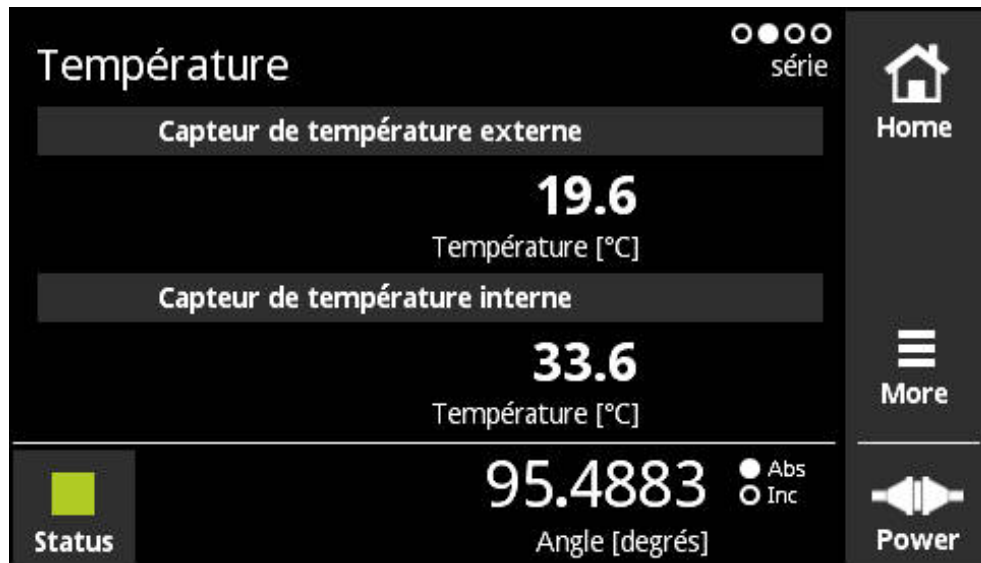 Température
série
Home
Capteur de température externe
19.6
Température [°C]
Capteur de température interne
33.6
Température [°C]
More
95.4883
Abs
Inc
Angle [degrés]
Status
Power